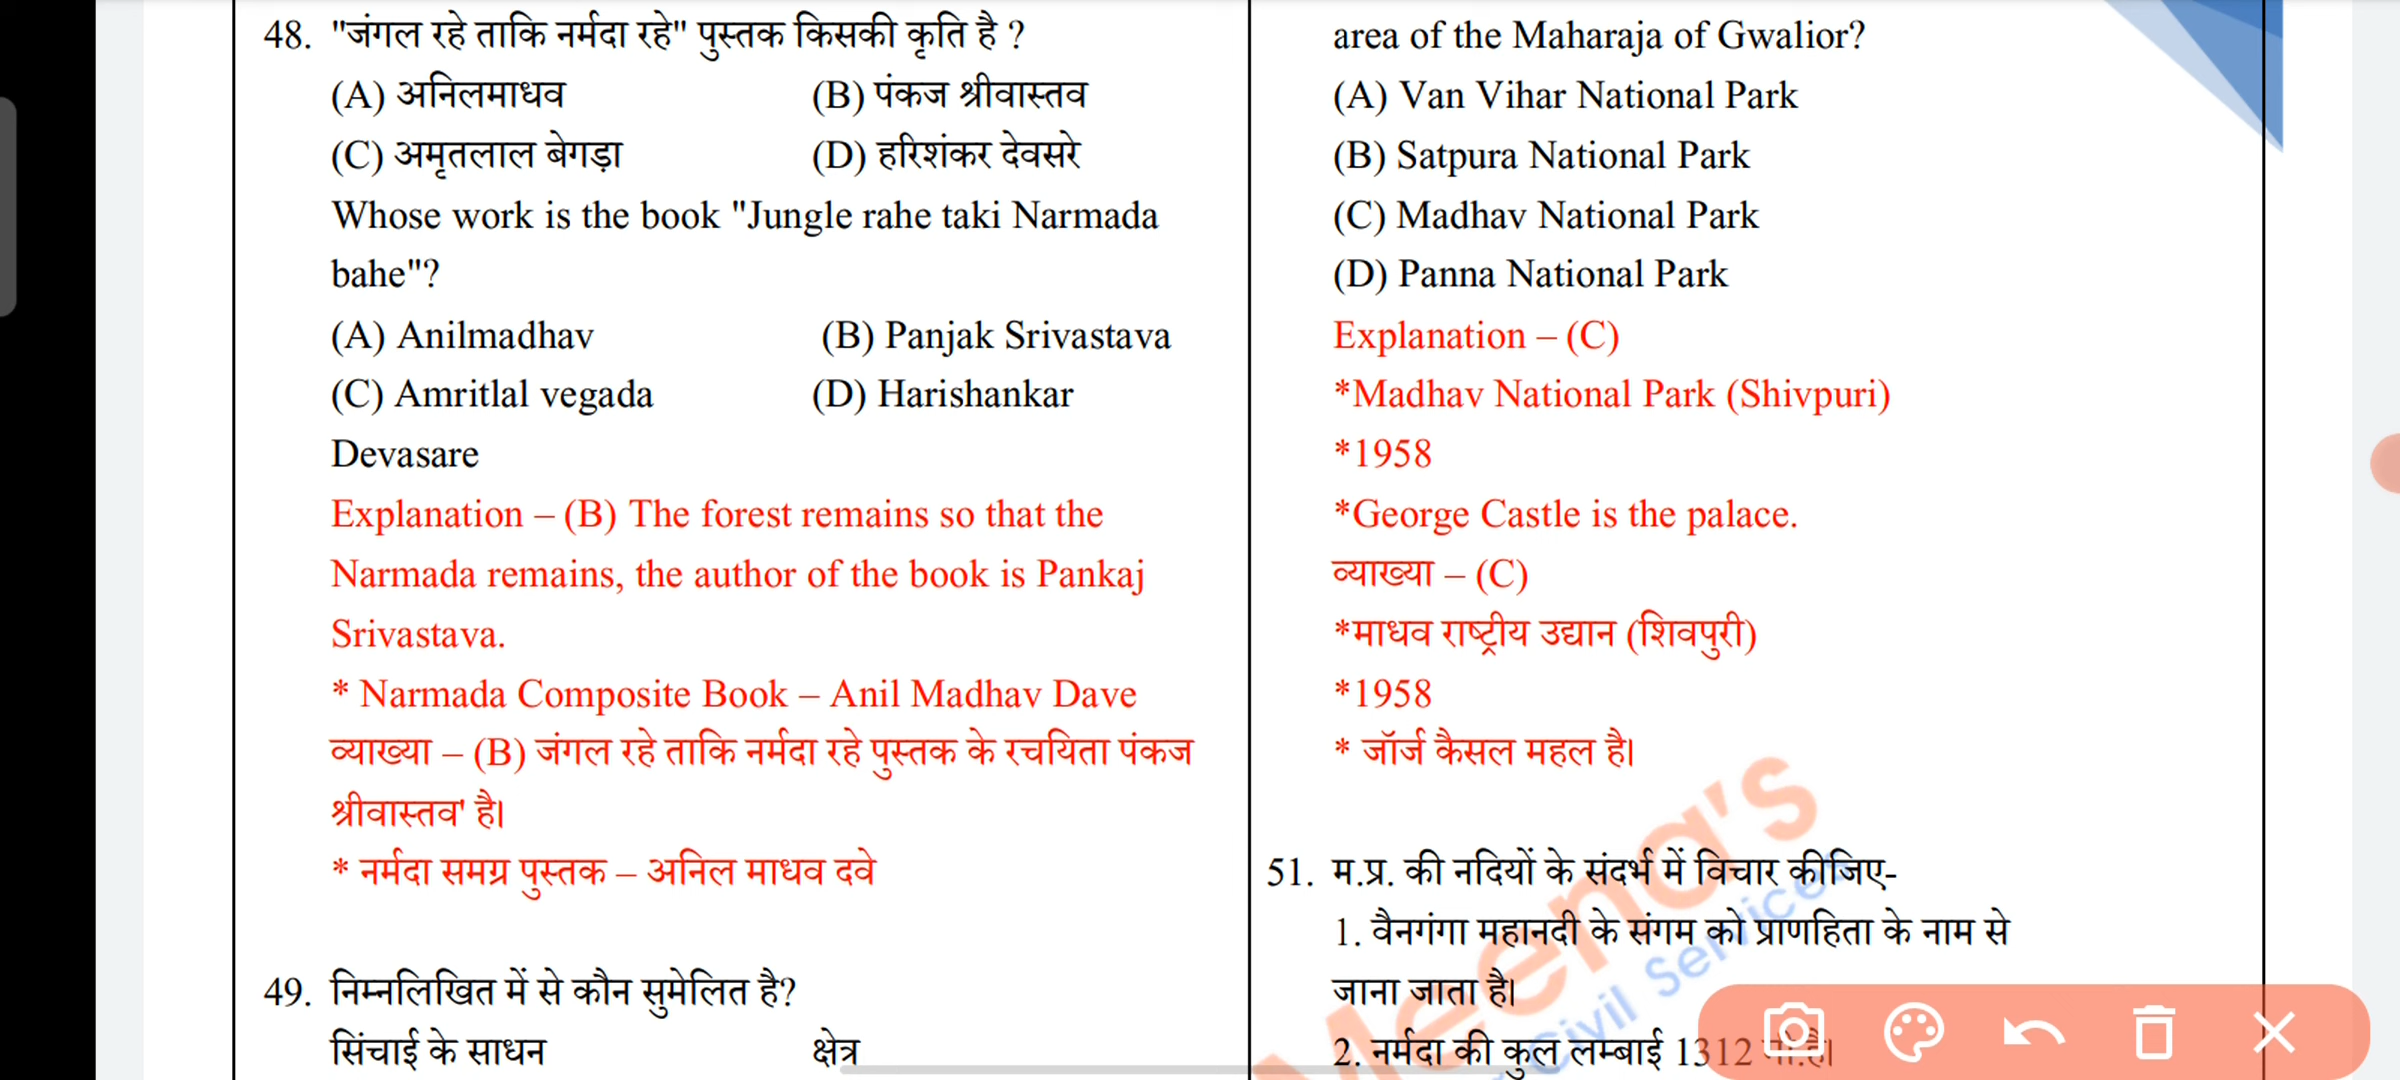 48. "जंगल रहे ताकि नर्मदा रहे" पुस्तक किसकी कृति है ?
(A) अनिलमाधव (B) पंकज श्रीवास्तव
(C) अमृतलाल बेगड़ा (D) हरिशंकर देवसरे
Whose work is the book "Jungle rahe taki Narmada
bahe"?
(A) Anilmadhav (B) Panjak Srivastava
(C) Amritlal vegada (D) Harishankar
Devasare
Explanation – (B) The forest remains so that the
Narmada remains, the author of the book is Pankaj
Srivastava.
* Narmada Composite Book – Anil Madhav Dave
व्याख्या – (B) जंगल रहे ताकि नर्मदा रहे पुस्तक के रचयिता पंकज
श्रीवास्तव' है।
* नर्मदा समग्र पुस्तक – अनिल माधव दवे
49. निम्नलिखित में से कौन सुमेलित है?
सिंचाई के साधन क्षेत्र
area of the Maharaja of Gwalior?
(A) Van Vihar National Park
(B) Satpura National Park
(C) Madhav National Park
(D) Panna National Park
Explanation – (C)
*Madhav National Park (Shivpuri)
*1958
*George Castle is the palace.
व्याख्या – (C)
*माधव राष्ट्रीय उद्यान (शिवपुरी)
*1958
* जॉर्ज कैसल महल है।
51. म.प्र. की नदियों के संदर्भ में विचार कीजिए-
1. वैनगंगा महानदी के संगम को प्राणहिता के नाम से
जाना जाता है।
2. नर्मदा की कुल लम्बाई 1312 है।
Meena's
Civil Services